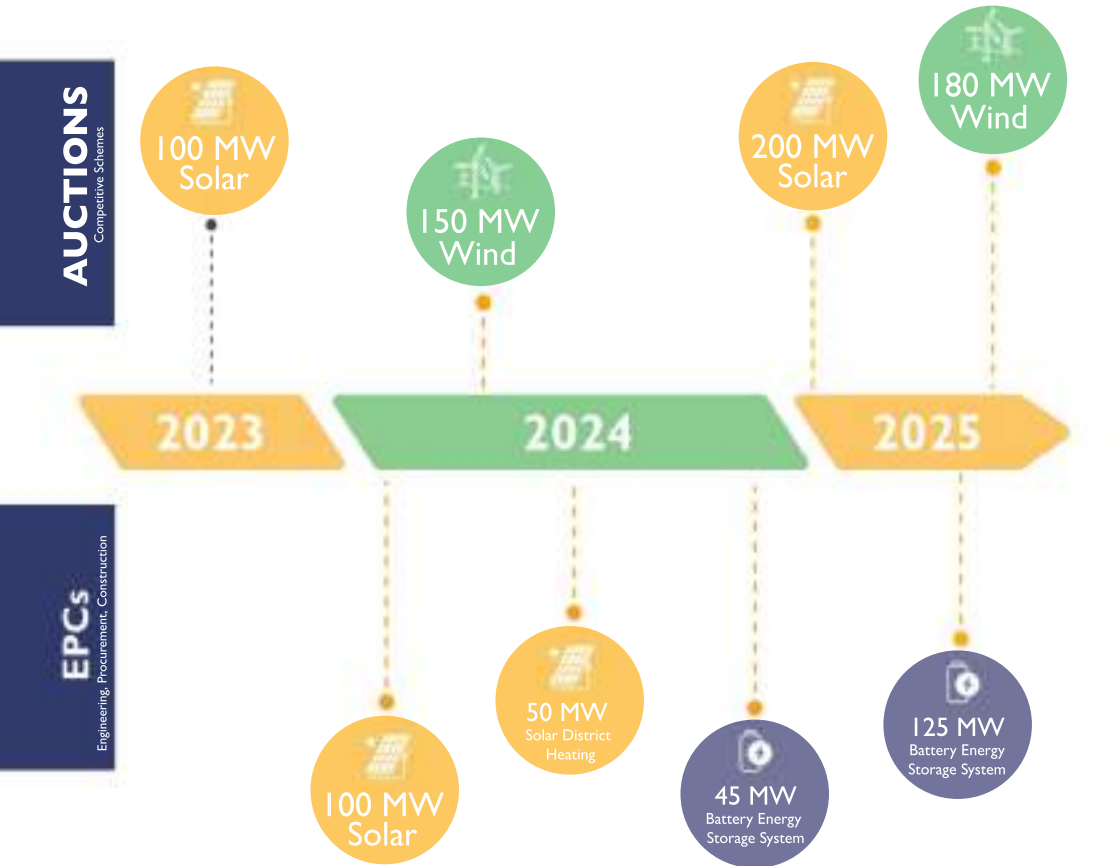 AUCTIONS
Competitive Schemes
100 MW
Solar
150 MW
Wind
200 MW
Solar
180 MW
Wind
2023
2024
2025
EPCs
Engineering, Procurement, Construction
100 MW
Solar
50 MW
Solar District
Heating
45 MW
Battery Energy
Storage System
125 MW
Battery Energy
Storage System